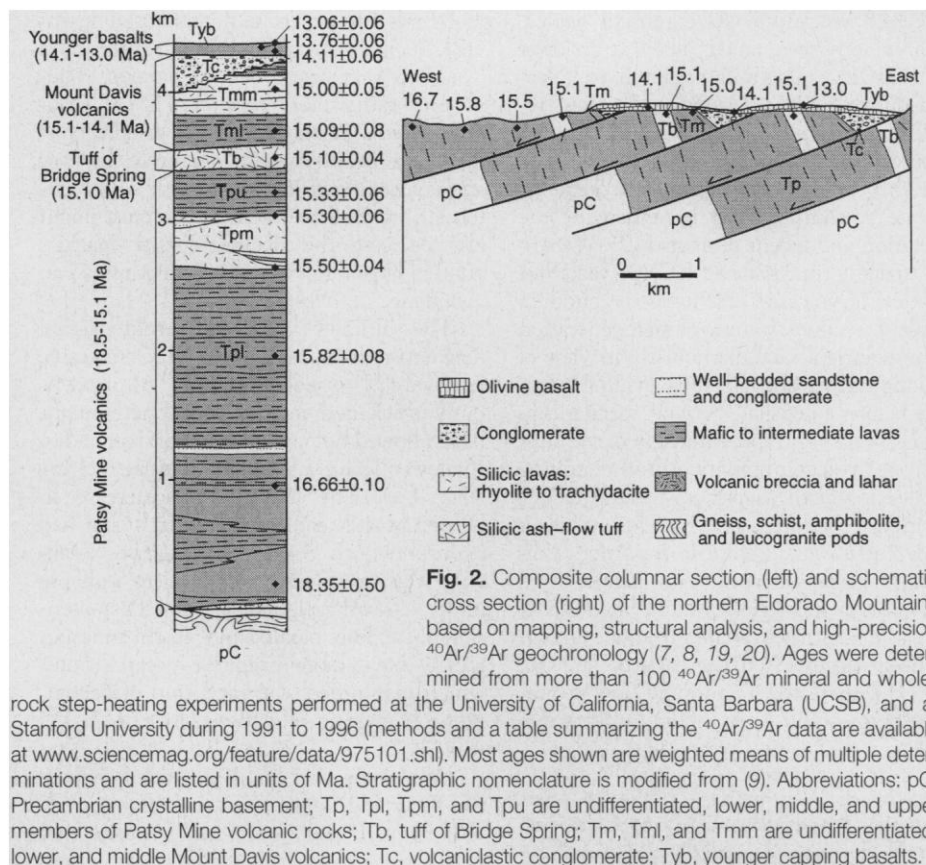 km
Tyb
13.06±0.06
Younger basalts
(14.1-13.0 Ma)
13.76±0.06
14.11±0.06
Tc
4
Mount Davis
volcanics
(15.1-14.1 Ma)
Tmm
15.00±0.05
Tml
15.09±0.08
Tuff of
Bridge Spring
(15.10 Ma)
Tb
15.10±0.04
Tpu
15.33±0.06
3
15.30±0.06
Tpm
15.50±0.04
Patsy Mine volcanics (18.5-15.1 Ma)
2
Tpl
15.82±0.08
1
16.66±0.10
18.35±0.50
0
pC
West
East
16.7
15.8
15.5
15.1
Tm
14.1
15.1
15.0
14.1
15.1
13.0
Tyb
Tb
Tm
Tc
Tb
pC
pC
pC
Tp
pC
0 1
km
Olivine basalt
Well–bedded sandstone
and conglomerate
Conglomerate
Mafic to intermediate lavas
Silicic lavas:
rhyolite to trachydacite
Volcanic breccia and lahar
Silicic ash–flow tuff
Gneiss, schist, amphibolite,
and leucogranite pods
Fig. 2. Composite columnar section (left) and schemati
cross section (right) of the northern Eldorado Mountain
based on mapping, structural analysis, and high-precisio
⁴⁰Ar/³⁹Ar geochronology (7, 8, 19, 20). Ages were deter
mined from more than 100 ⁴⁰Ar/³⁹Ar mineral and whole
rock step-heating experiments performed at the University of California, Santa Barbara (UCSB), and a
Stanford University during 1991 to 1996 (methods and a table summarizing the ⁴⁰Ar/³⁹Ar data are availabl
at www.sciencemag.org/feature/data/975101.shl). Most ages shown are weighted means of multiple deter
minations and are listed in units of Ma. Stratigraphic nomenclature is modified from (9). Abbreviations: pC
Precambrian crystalline basement; Tp, Tpl, Tpm, and Tpu are undifferentiated, lower, middle, and uppe
members of Patsy Mine volcanic rocks; Tb, tuff of Bridge Spring; Tm, Tml, and Tmm are undifferentiated
lower, and middle Mount Davis volcanics; Tc, volcaniclastic conglomerate; Tyb, younger capping basalts.